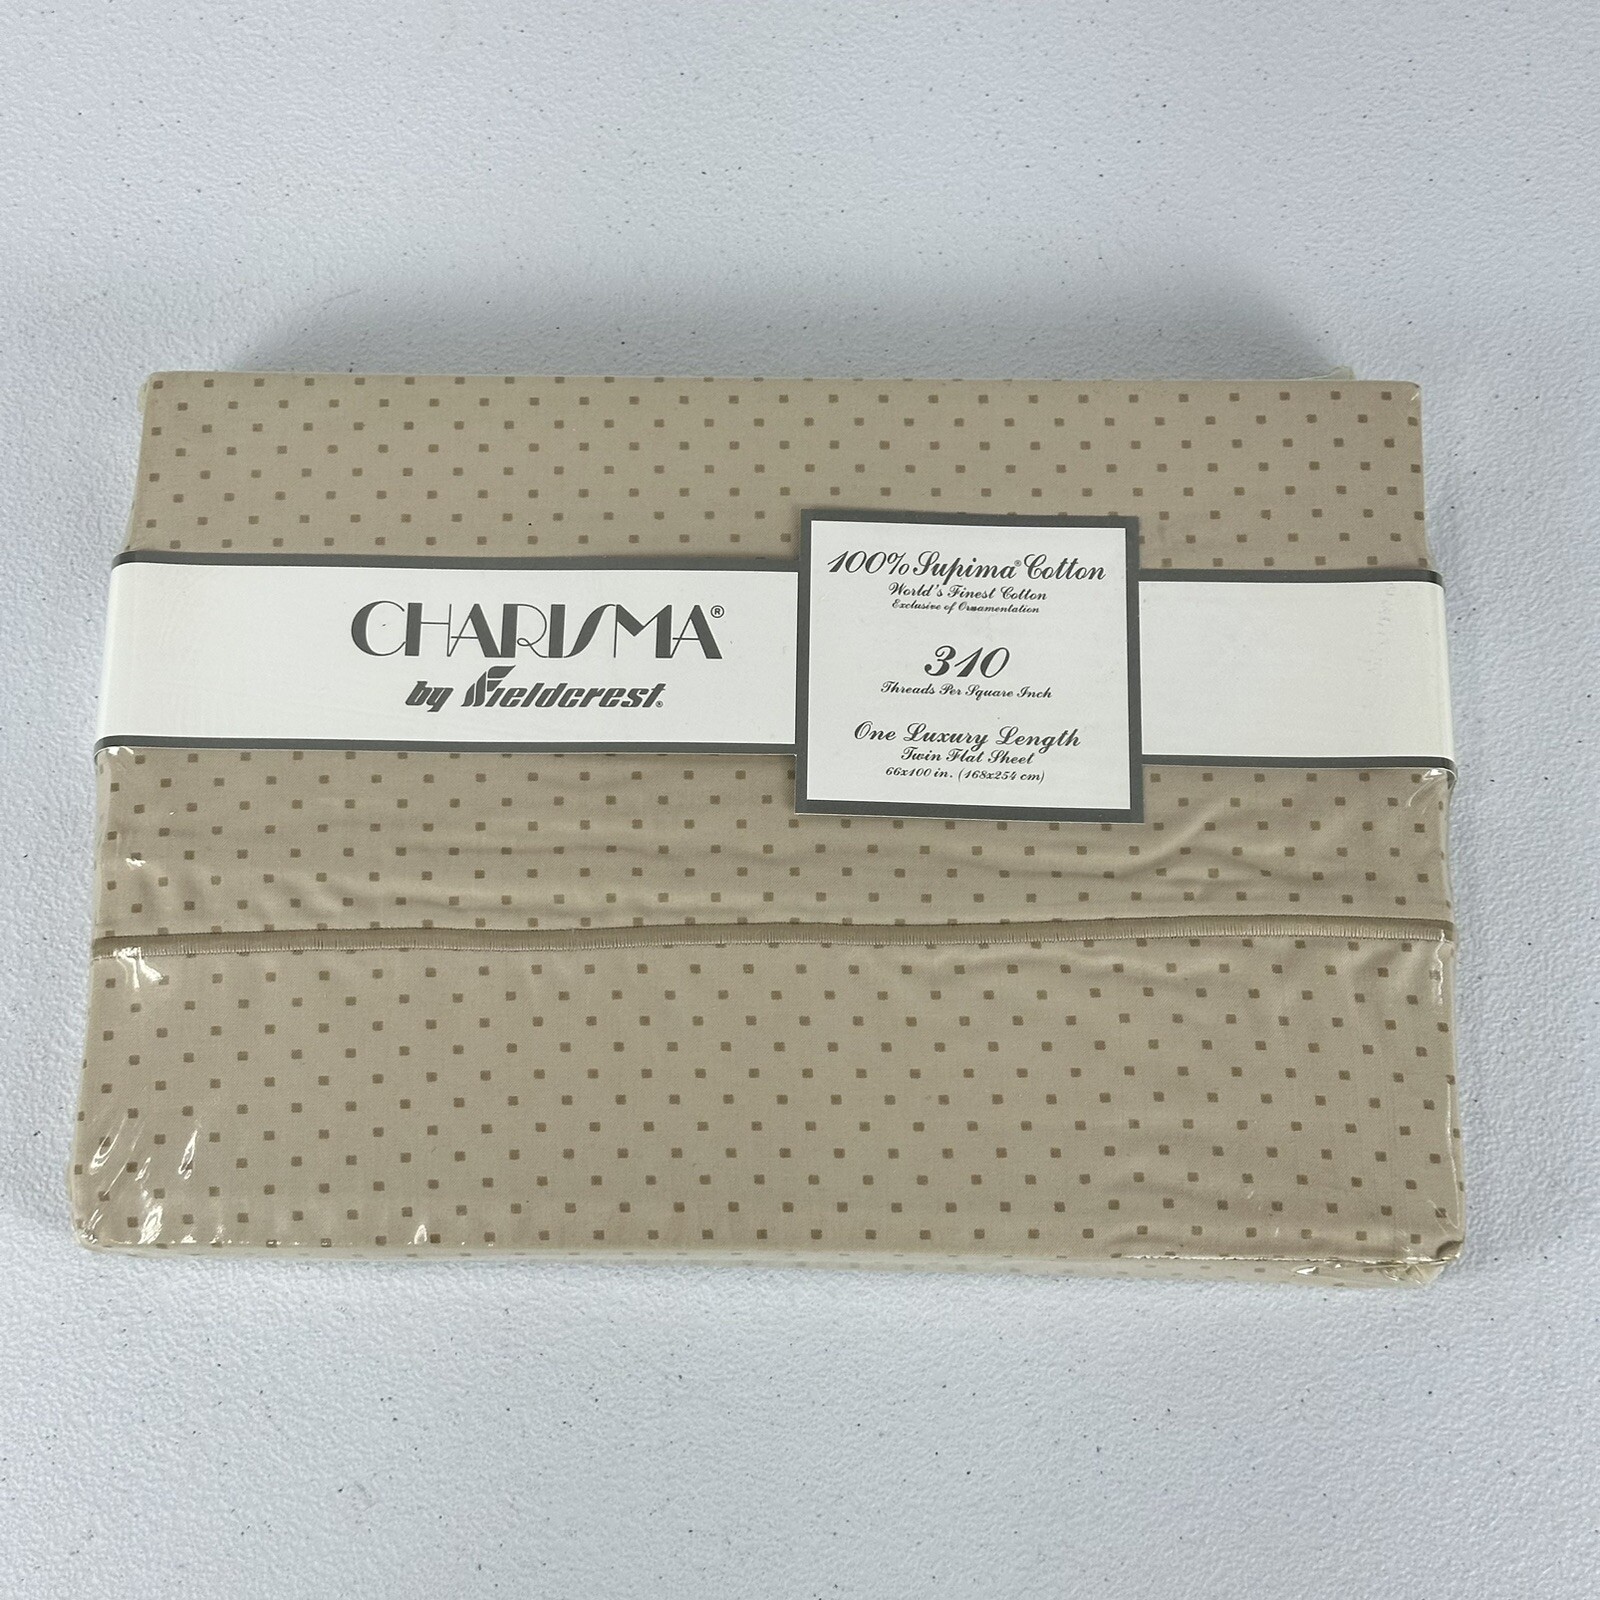 CHARISMA®
by Fieldcrest®
100% Supima® Cotton
World's Finest Cotton
Exclusive of Ornamentation
310
Threads Per Square Inch
One Luxury Length
Twin Flat Sheet
66x100 in. (168x254 cm)